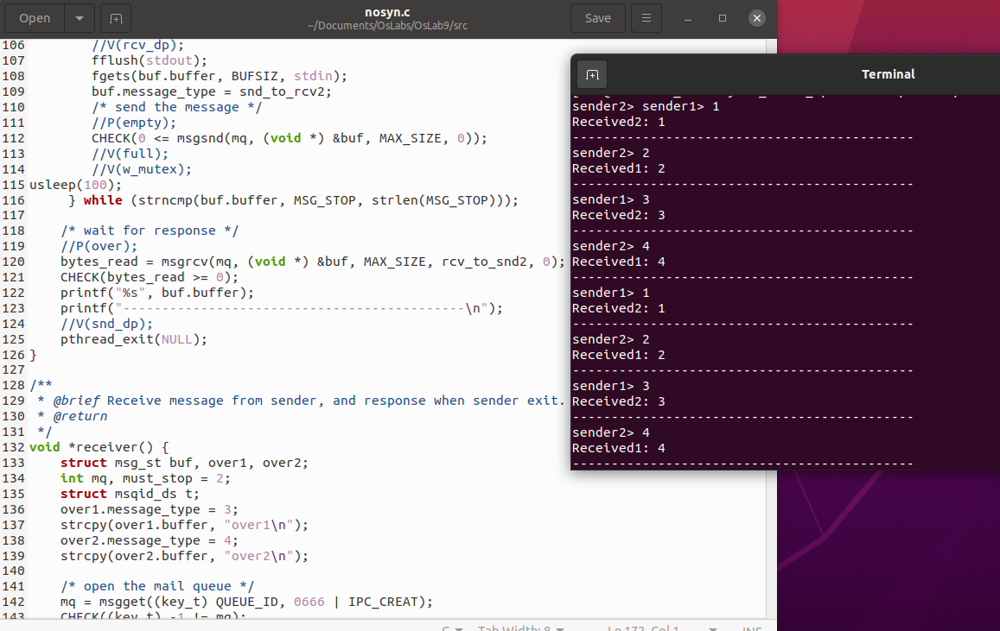 Open
nosyn.c
~/Documents/OsLabs/OsLab9/src
Save
106         //V(rcv_dp);
107         fflush(stdout);
108         fgets(buf.buffer, BUFSIZ, stdin);
109         buf.message_type = snd_to_rcv2;
110         /* send the message */
111         //P(empty);
112         CHECK(0 <= msgsnd(mq, (void *) &buf, MAX_SIZE, 0));
113         //V(full);
114         //V(w_mutex);
115 usleep(100);
116      } while (strncmp(buf.buffer, MSG_STOP, strlen(MSG_STOP)));
117
118     /* wait for response */
119     //P(over);
120     bytes_read = msgrcv(mq, (void *) &buf, MAX_SIZE, rcv_to_snd2, 0);
121     CHECK(bytes_read >= 0);
122     printf("%s", buf.buffer);
123     printf("--------------------------------------------\n");
124     //V(snd_dp);
125     pthread_exit(NULL);
126 }
127
128 /**
129  * @brief Receive message from sender, and response when sender exit.
130  * @return
131  */
132 void *receiver() {
133     struct msg_st buf, over1, over2;
134     int mq, must_stop = 2;
135     struct msqid_ds t;
136     over1.message_type = 3;
137     strcpy(over1.buffer, "over1\n");
138     over2.message_type = 4;
139     strcpy(over2.buffer, "over2\n");
140
141     /* open the mail queue */
142     mq = msgget((key_t) QUEUE_ID, 0666 | IPC_CREAT);
143     CHECK((key_t) -1 != mq);
C
Tab Width: 8
Ln 172, Col 1
INS
Terminal
sender2> sender1> 1
Received2: 1
--------------------------------------------
sender2> 2
Received1: 2
--------------------------------------------
sender1> 3
Received2: 3
--------------------------------------------
sender2> 4
Received1: 4
--------------------------------------------
sender1> 1
Received2: 1
--------------------------------------------
sender2> 2
Received1: 2
--------------------------------------------
sender1> 3
Received2: 3
--------------------------------------------
sender2> 4
Received1: 4
--------------------------------------------